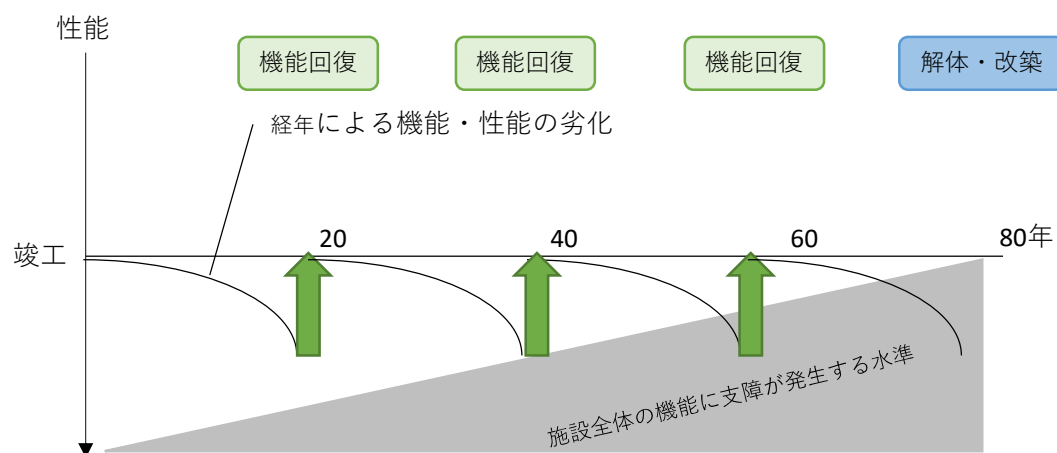 性能
機能回復
機能回復
機能回復
解体・改築
経年による機能・性能の劣化
竣工
20
40
60
80年
施設全体の機能に支障が発生する水準